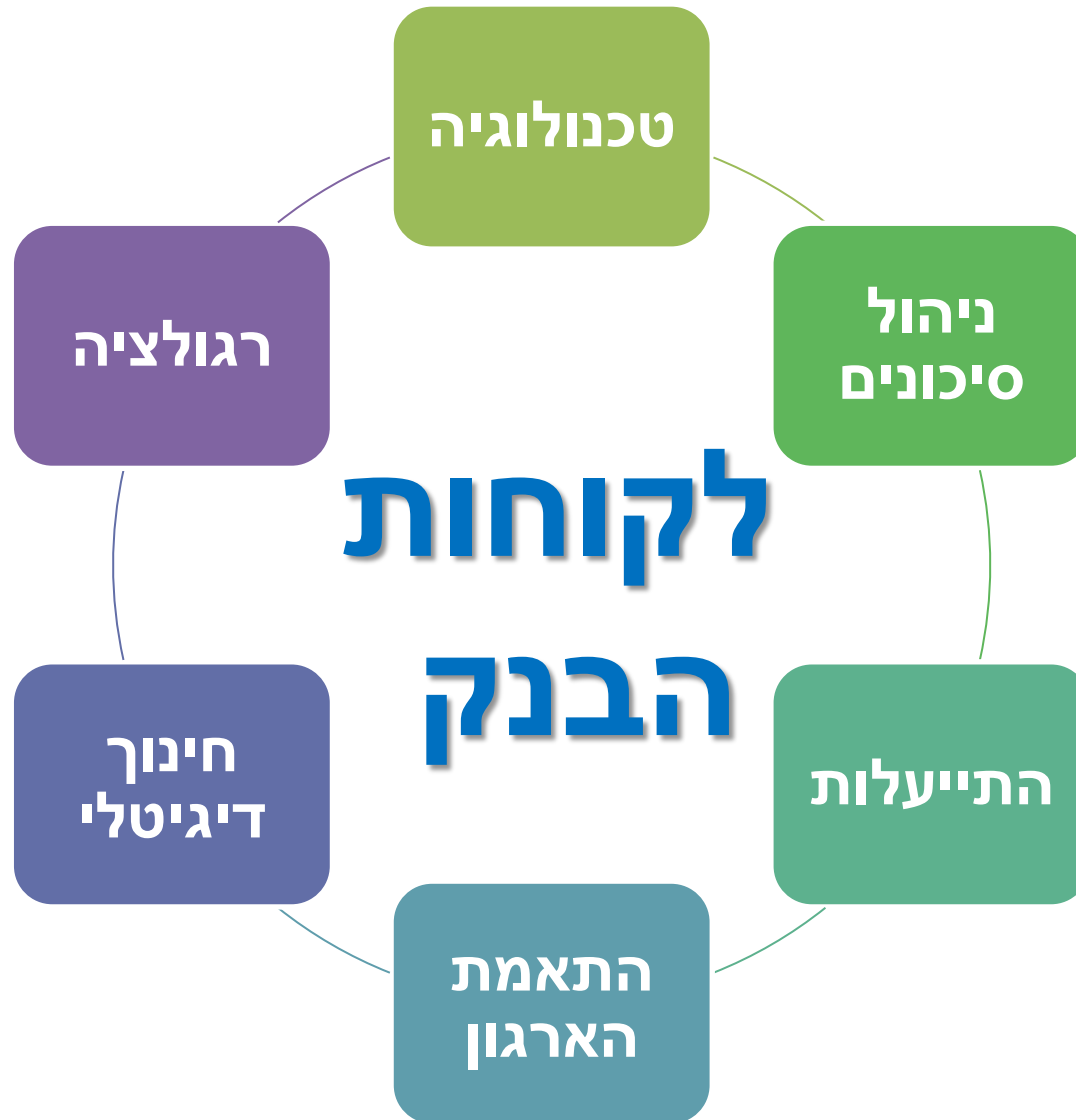 טכנולוגיה
ניהול
סיכונים
התייעלות
התאמת
הארגון
חינוך
דיגיטלי
רגולציה
לקוחות
הבנק